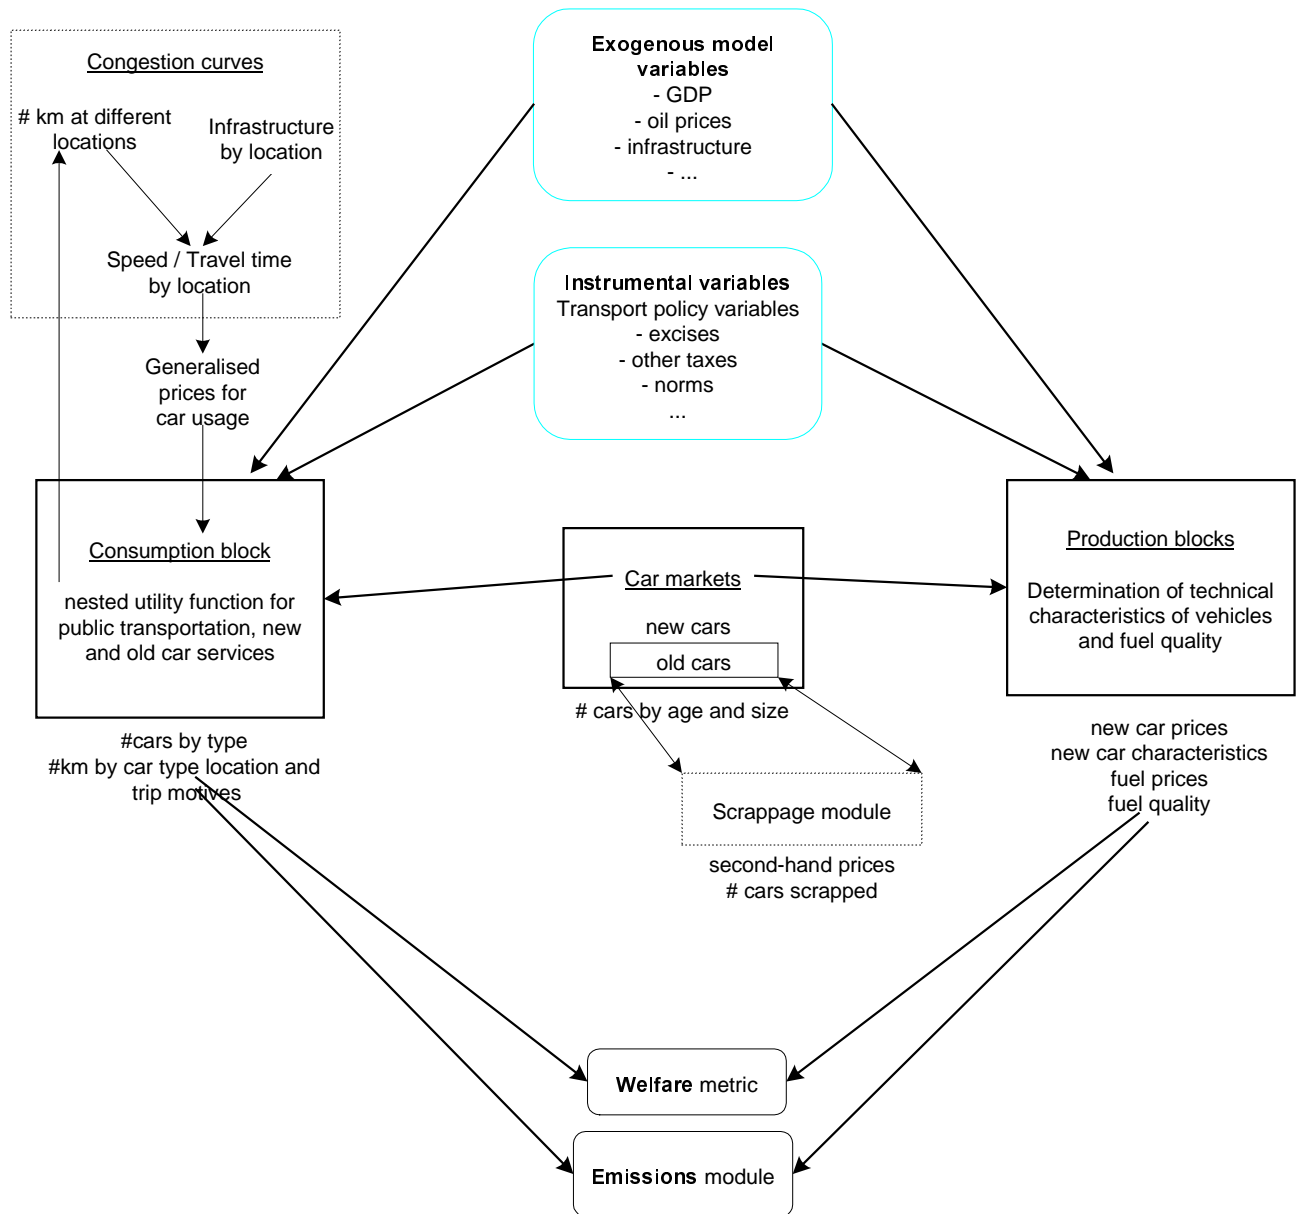 Congestion curves
# km at different
locations
Infrastructure
by location
Speed / Travel time
by location
Generalised
prices for
car usage
Exogenous model
variables
- GDP
- oil prices
- infrastructure
- ...
Instrumental variables
Transport policy variables
- excises
- other taxes
- norms
...
Consumption block
nested utility function for
public transportation, new
and old car services
#cars by type
#km by car type location and
trip motives
Car markets
new cars
old cars
# cars by age and size
Scrappage module
second-hand prices
# cars scrapped
Production blocks
Determination of technical
characteristics of vehicles
and fuel quality
new car prices
new car characteristics
fuel prices
fuel quality
Welfare metric
Emissions module